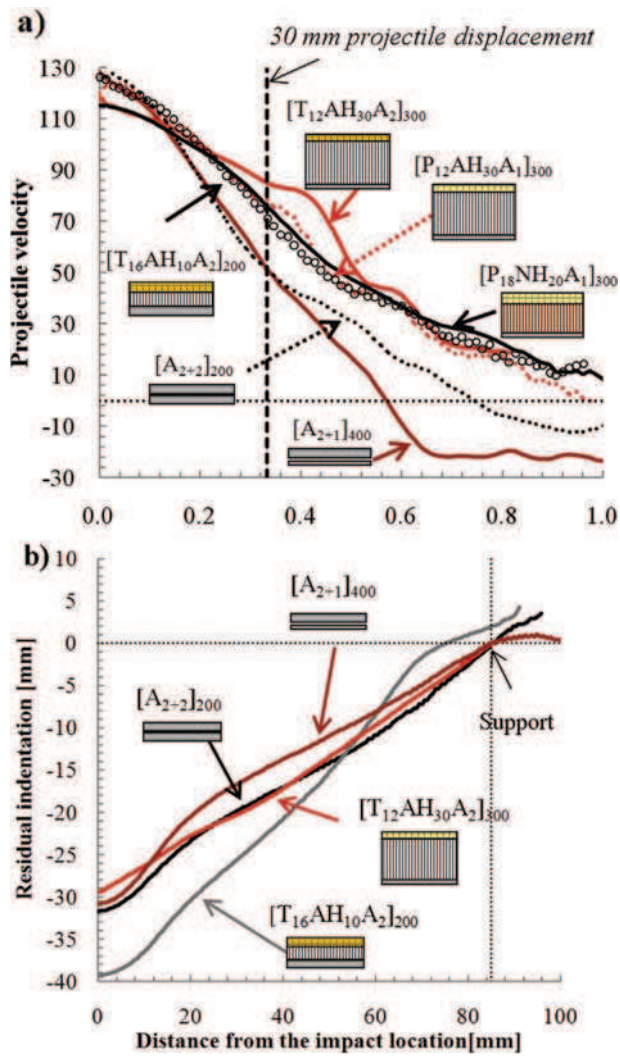 a)
30 mm projectile displacement
130
110
90
70
50
30
10
-10
-30
Projectile velocity
[T12AH30A2]300
[P12AH30A1]300
[T16AH10A2]200
[P18NH20A1]300
[A2+2]200
[A2+1]400
0.0 0.2 0.4 0.6 0.8 1.0
b)
10
5
0
-5
-10
-15
-20
-25
-30
-35
-40
Residual indentation [mm]
[A2+1]400
[A2+2]200
Support
[T12AH30A2]300
[T16AH10A2]200
0 20 40 60 80 100
Distance from the impact location[mm]